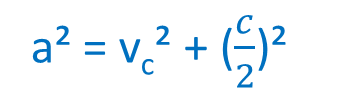 a² = v_c² + (c/2)²